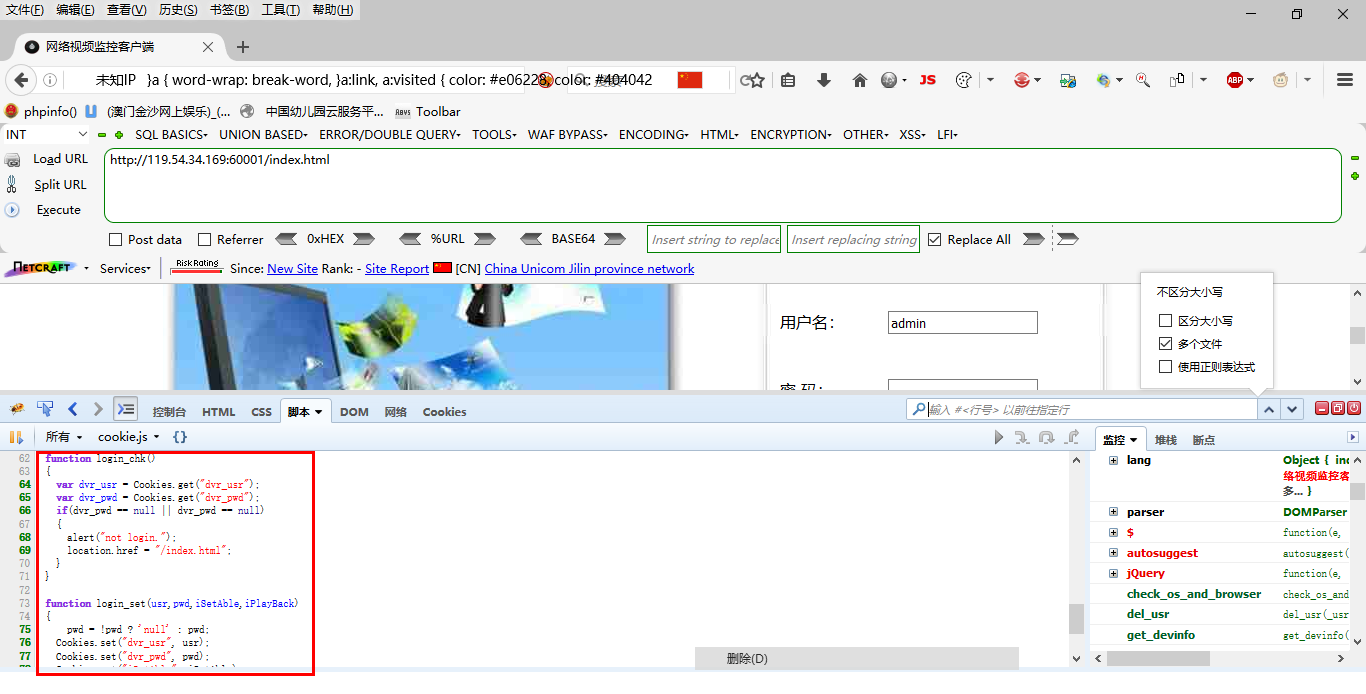 文件(F) 编辑(E) 查看(V) 历史(S) 书签(B) 工具(T) 帮助(H)
网络视频监控客户端
未知IP }a { word-wrap: break-word, }a:link, a:visited { color: #e06228, color: #404042
JS
ABP
phpinfo() (澳门金沙网上娱乐)_(... 中国幼儿园云服务平... Toolbar
INT SQL BASICS UNION BASED ERROR/DOUBLE QUERY TOOLS WAF BYPASS ENCODING HTML ENCRYPTION OTHER XSS LFI
Load URL http://119.54.34.169:60001/index.html
Split URL
Execute
Post data Referrer 0xHEX %URL BASE64 Insert string to replace Insert replacing string Replace All
NETCRAFT Services Risk Rating Since: New Site Rank: - Site Report [CN] China Unicom Jilin province network
不区分大小写
区分大小写
多个文件
使用正则表达式
用户名： admin
密 码：
控制台 HTML CSS 脚本 DOM 网络 Cookies 输入 #<行号> 以前往指定行
所有 cookie.js {} 监控 堆栈 断点
62 function login_chk()
63 {
64 var dvr_usr = Cookies.get("dvr_usr");
65 var dvr_pwd = Cookies.get("dvr_pwd");
66 if(dvr_pwd == null || dvr_pwd == null)
67 {
68 alert("not login.");
69 location.href = "/index.html";
70 }
71 }
72
73 function login_set(usr,pwd,iSetAble,iPlayBack)
74 {
75 pwd = !pwd ? 'null' : pwd;
76 Cookies.set("dvr_usr", usr);
77 Cookies.set("dvr_pwd", pwd);
lang Object { ind
络视频监控客
多... }
parser DOMParser
$ function(e,
autosuggest autosuggest(
jQuery function(e,
check_os_and_browser check_os_and
del_usr del_usr(_usr
get_devinfo get_devinfo(
删除(D)